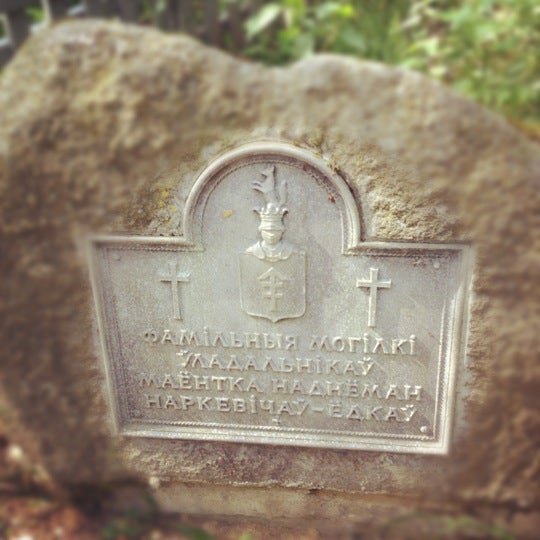 ФАМІЛЬНЫЯ МОГІЛКІ
ЎЛАДАЛЬНІКАЎ
МАЁНТКА НАДНЁМАН
НАРКЕВІЧАЎ-ЁДКАЎ